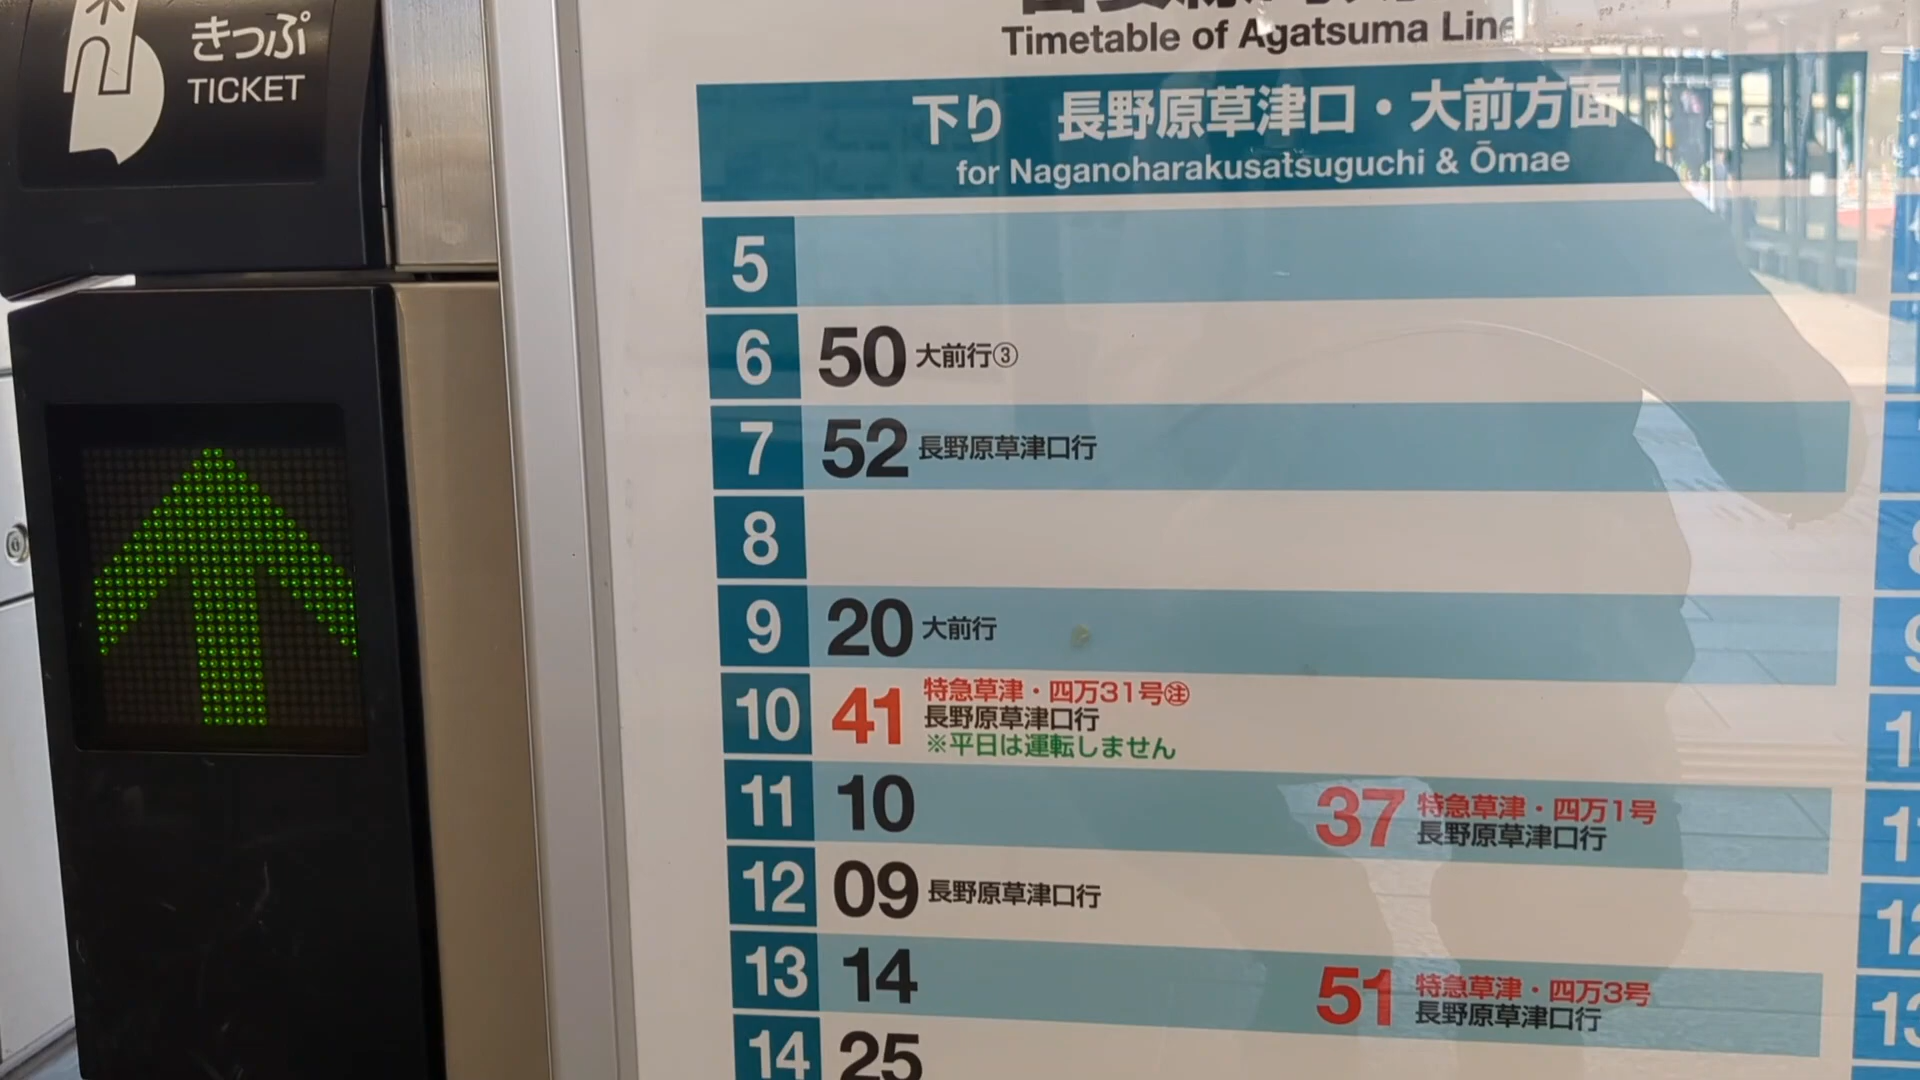 きっぷ
TICKET
Timetable of Agatsuma Line
下り 長野原草津口・大前方面
for Naganoharakusatsuguchi & Ōmae
5
6 50 大前行③
7 52 長野原草津口行
8
9 20 大前行
10 41 特急草津・四万31号㊟
長野原草津口行
※平日は運転しません
11 10 37 特急草津・四万1号
長野原草津口行
12 09 長野原草津口行
13 14 51 特急草津・四万3号
長野原草津口行
14 25
8
9
10
11
12
13